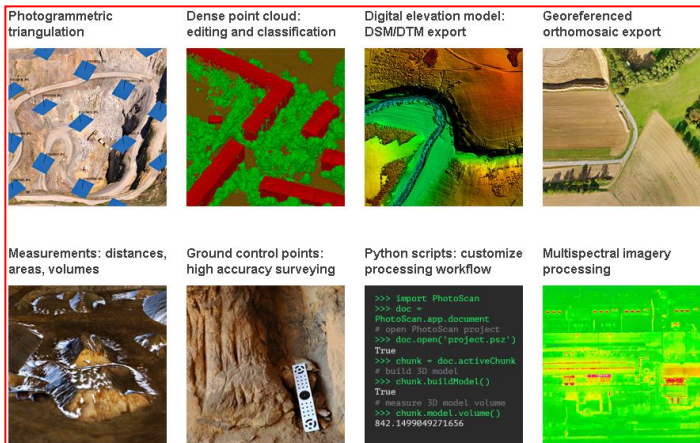 Photogrammetric
triangulation
Dense point cloud:
editing and classification
Digital elevation model:
DSM/DTM export
Georeferenced
orthomosaic export
Measurements: distances,
areas, volumes
Ground control points:
high accuracy surveying
Python scripts: customize
processing workflow
>>> import PhotoScan
>>> doc =
PhotoScan.app.document
# open PhotoScan project
>>> doc.open('project.psz')
True
>>> chunk = doc.activeChunk
# build 3D model
>>> chunk.buildModel()
True
# measure 3D model volume
>>> chunk.model.volume()
842.1499049271656
Multispectral imagery
processing